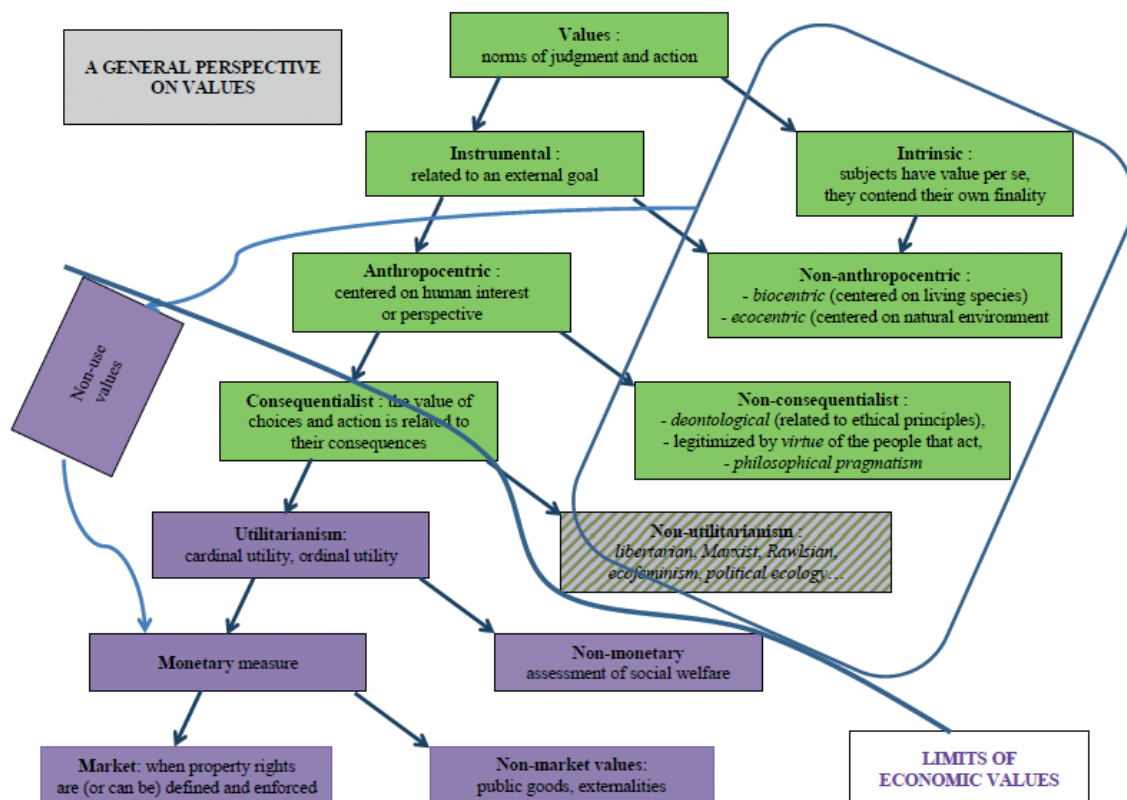 A GENERAL PERSPECTIVE
ON VALUES
Values :
norms of judgment and action
Instrumental :
related to an external goal
Intrinsic :
subjects have value per se,
they contend their own finality
Anthropocentric :
centered on human interest
or perspective
Non-anthropocentric :
- biocentric (centered on living species)
- ecocentric (centered on natural environment
Non-use
values
Consequentialist : the value of
choices and action is related to
their consequences
Non-consequentialist :
- deontological (related to ethical principles),
- legitimized by virtue of the people that act,
- philosophical pragmatism
Utilitarianism:
cardinal utility, ordinal utility
Non-utilitarianism :
libertarian, Marxist, Rawlsian,
ecofeminism, political ecology…
Monetary measure
Non-monetary
assessment of social welfare
Market: when property rights
are (or can be) defined and enforced
Non-market values:
public goods, externalities
LIMITS OF
ECONOMIC VALUES